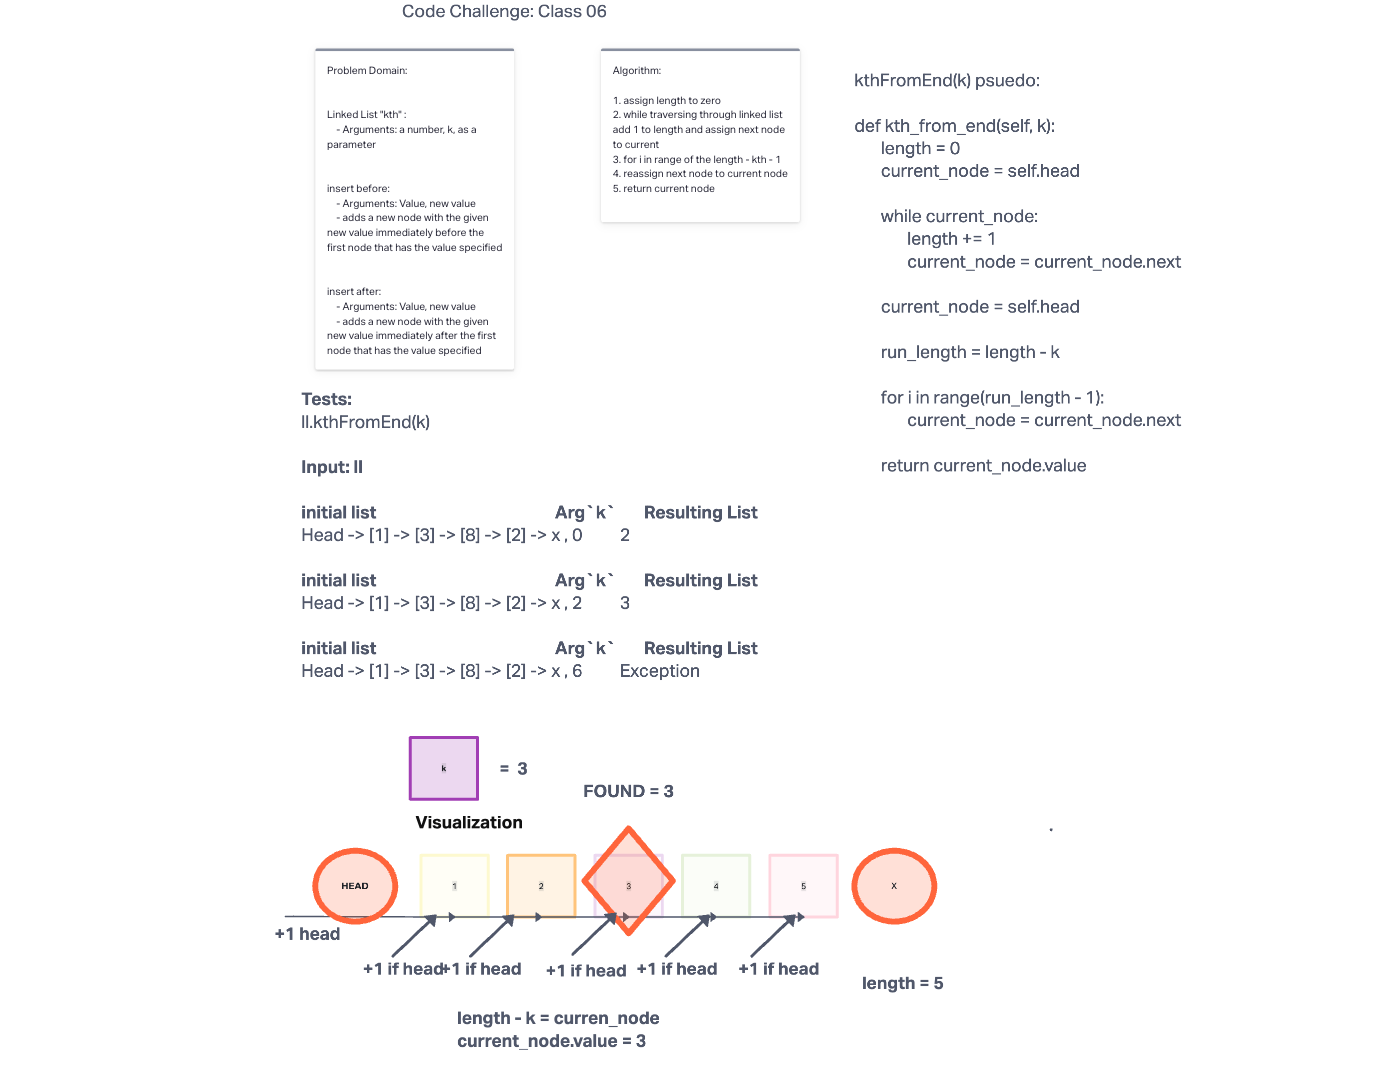 Code Challenge: Class 06
Problem Domain:
Linked List "kth" :
- Arguments: a number, k, as a
parameter
insert before:
- Arguments: Value, new value
- adds a new node with the given
new value immediately before the
first node that has the value specified
insert after:
- Arguments: Value, new value
- adds a new node with the given
new value immediately after the first
node that has the value specified
Algorithm:
1. assign length to zero
2. while traversing through linked list
add 1 to length and assign next node
to current
3. for i in range of the length - kth - 1
4. reassign next node to current node
5. return current node
kthFromEnd(k) psuedo:
def kth_from_end(self, k):
length = 0
current_node = self.head
while current_node:
length += 1
current_node = current_node.next
current_node = self.head
run_length = length - k
for i in range(run_length - 1):
current_node = current_node.next
return current_node.value
Tests:
ll.kthFromEnd(k)
Input: ll
initial list Arg`k` Resulting List
Head -> [1] -> [3] -> [8] -> [2] -> x , 0 2
initial list Arg`k` Resulting List
Head -> [1] -> [3] -> [8] -> [2] -> x , 2 3
initial list Arg`k` Resulting List
Head -> [1] -> [3] -> [8] -> [2] -> x , 6 Exception
k = 3
FOUND = 3
Visualization
HEAD 1 2 3 4 5 X
+1 head
+1 if head +1 if head +1 if head +1 if head +1 if head
length = 5
length - k = curren_node
current_node.value = 3